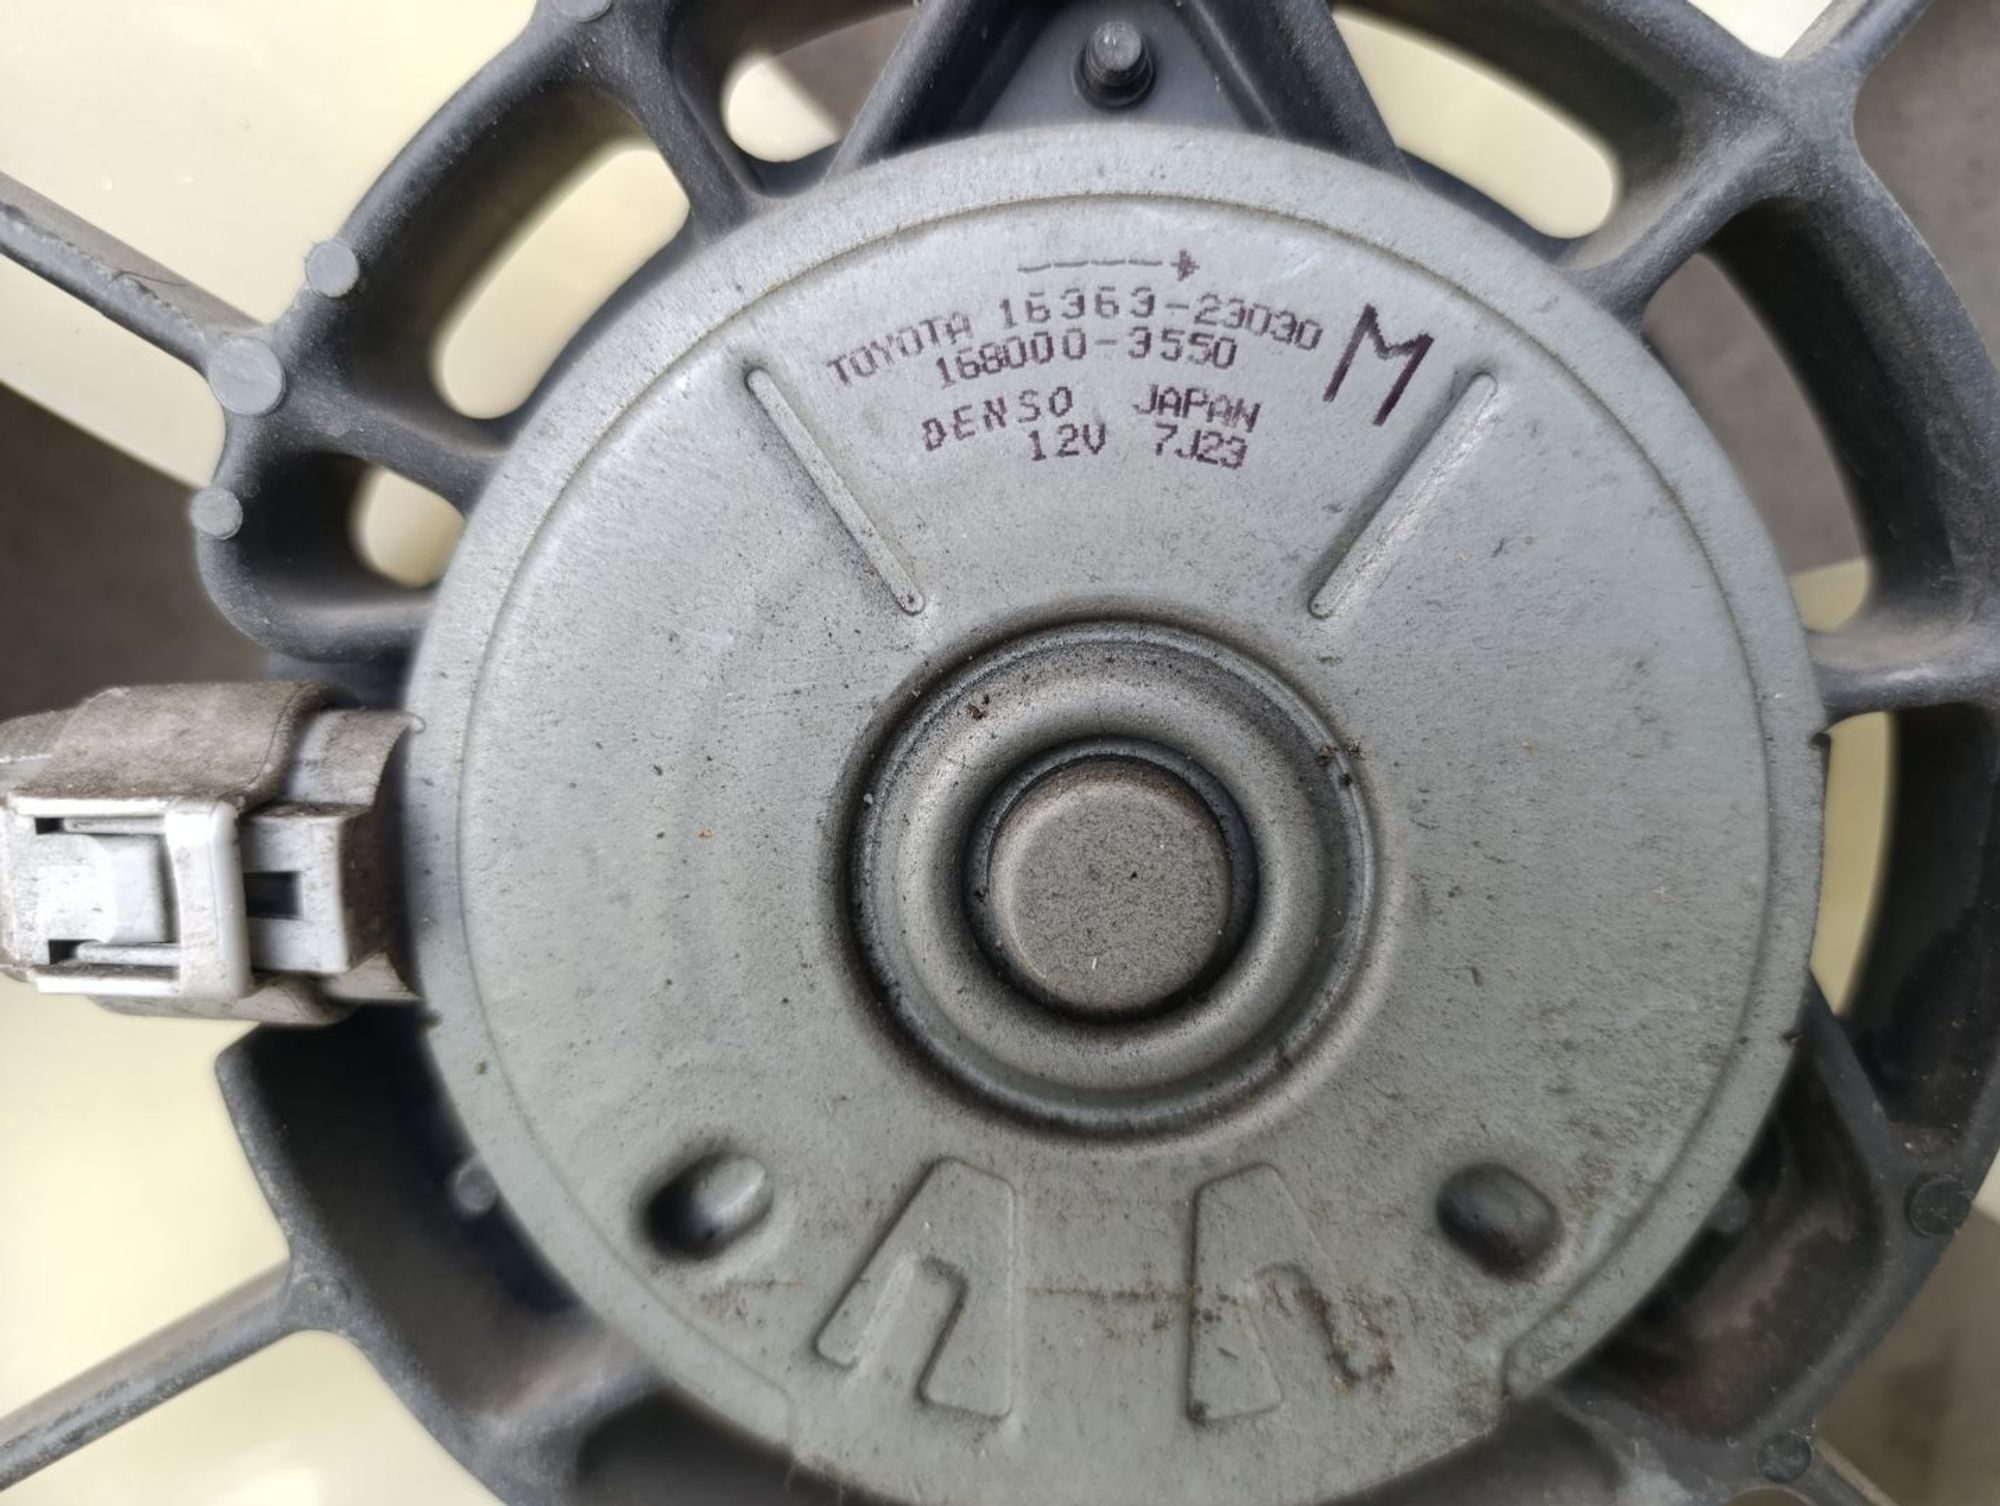 TOYOTA 16363-23030 M
168000-3550
DENSO JAPAN
12V 7J23